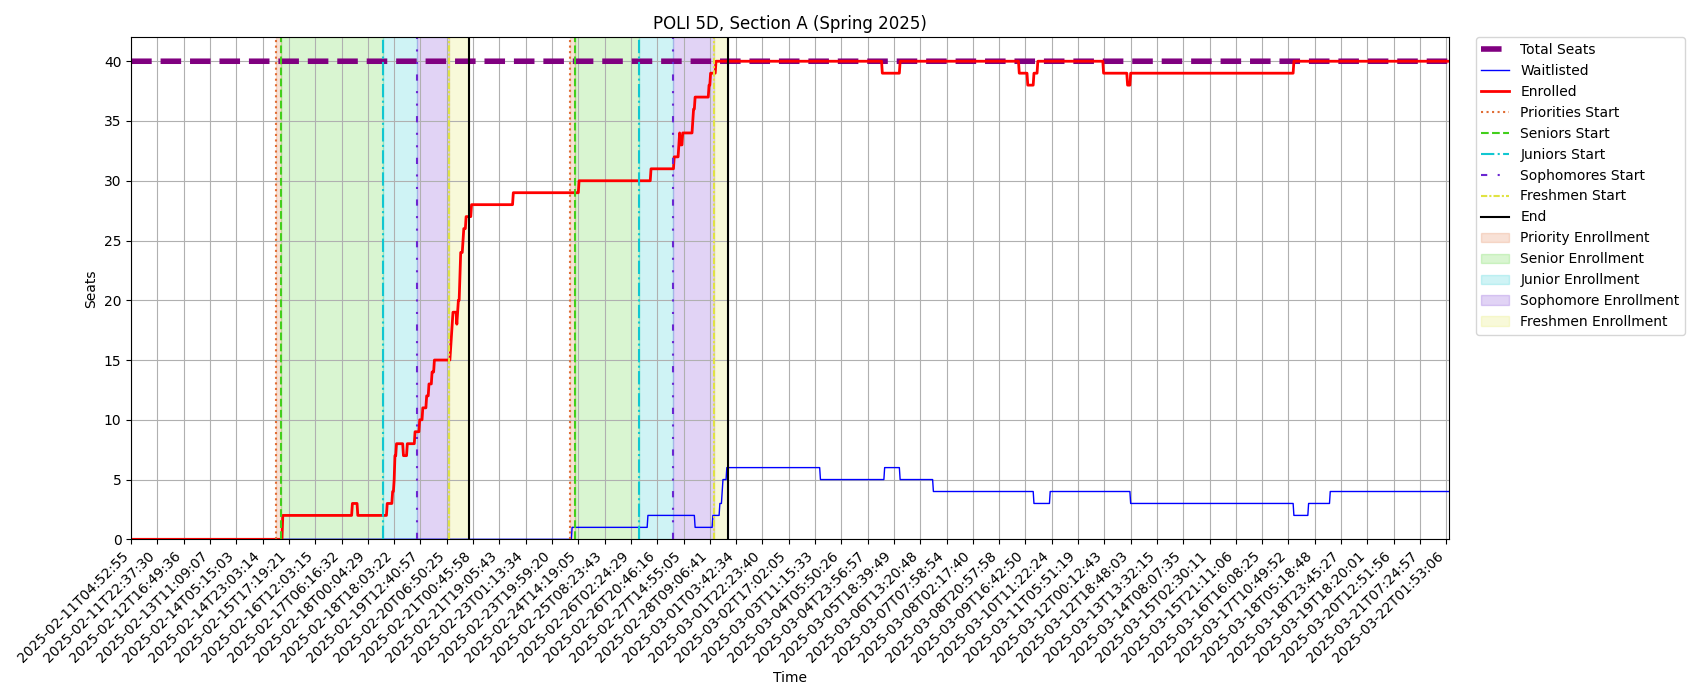 POLI 5D, Section A (Spring 2025)
Seats
40
35
30
25
20
15
10
5
0
2025-02-11T04:52:55
2025-02-11T22:37:30
2025-02-12T16:49:36
2025-02-13T11:09:07
2025-02-14T05:15:03
2025-02-14T23:03:14
2025-02-15T17:19:21
2025-02-16T12:03:15
2025-02-17T06:16:32
2025-02-18T00:04:29
2025-02-18T18:03:22
2025-02-19T12:40:57
2025-02-20T06:50:25
2025-02-21T00:45:58
2025-02-21T19:05:43
2025-02-23T01:13:34
2025-02-23T19:59:20
2025-02-24T14:19:05
2025-02-25T08:23:43
2025-02-26T02:24:29
2025-02-26T20:46:16
2025-02-27T14:55:05
2025-02-28T09:06:41
2025-03-01T03:42:34
2025-03-01T22:23:40
2025-03-02T17:02:05
2025-03-03T11:15:33
2025-03-04T05:50:26
2025-03-04T23:56:57
2025-03-05T18:39:49
2025-03-06T13:20:48
2025-03-07T07:58:54
2025-03-08T02:17:40
2025-03-08T20:57:58
2025-03-09T16:42:50
2025-03-10T11:22:24
2025-03-11T05:51:19
2025-03-12T00:12:43
2025-03-12T18:48:03
2025-03-13T13:32:15
2025-03-14T08:07:35
2025-03-15T02:30:11
2025-03-15T21:11:06
2025-03-16T16:08:25
2025-03-17T10:49:52
2025-03-18T05:18:48
2025-03-18T23:45:27
2025-03-19T18:20:01
2025-03-20T12:51:56
2025-03-21T07:24:57
2025-03-22T01:53:06
Time
Total Seats
Waitlisted
Enrolled
Priorities Start
Seniors Start
Juniors Start
Sophomores Start
Freshmen Start
End
Priority Enrollment
Senior Enrollment
Junior Enrollment
Sophomore Enrollment
Freshmen Enrollment